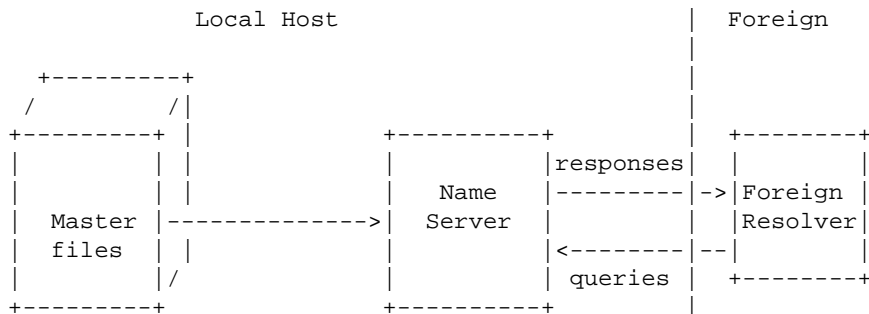 Local Host | Foreign
responses
Name Foreign
Master Server Resolver
files
queries